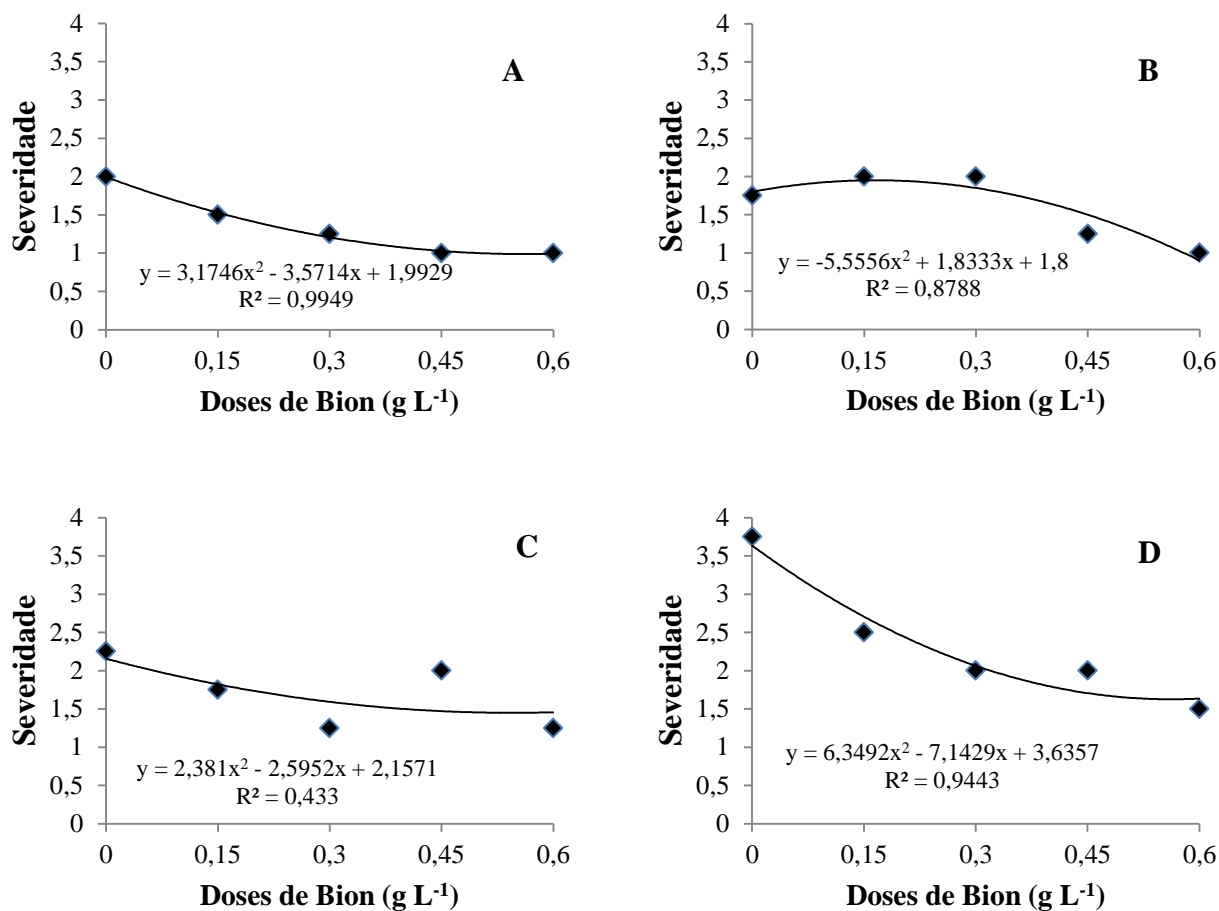 A
Severidade
4
3,5
3
2,5
2
1,5
1
0,5
0
y = 3,1746x² - 3,5714x + 1,9929
R² = 0,9949
0 0,15 0,3 0,45 0,6
Doses de Bion (g L⁻¹)
B
Severidade
4
3,5
3
2,5
2
1,5
1
0,5
0
y = -5,5556x² + 1,8333x + 1,8
R² = 0,8788
0 0,15 0,3 0,45 0,6
Doses de Bion (g L⁻¹)
C
Severidade
4
3,5
3
2,5
2
1,5
1
0,5
0
y = 2,381x² - 2,5952x + 2,1571
R² = 0,433
0 0,15 0,3 0,45 0,6
Doses de Bion (g L⁻¹)
D
Severidade
4
3,5
3
2,5
2
1,5
1
0,5
0
y = 6,3492x² - 7,1429x + 3,6357
R² = 0,9443
0 0,15 0,3 0,45 0,6
Doses de Bion (g L⁻¹)